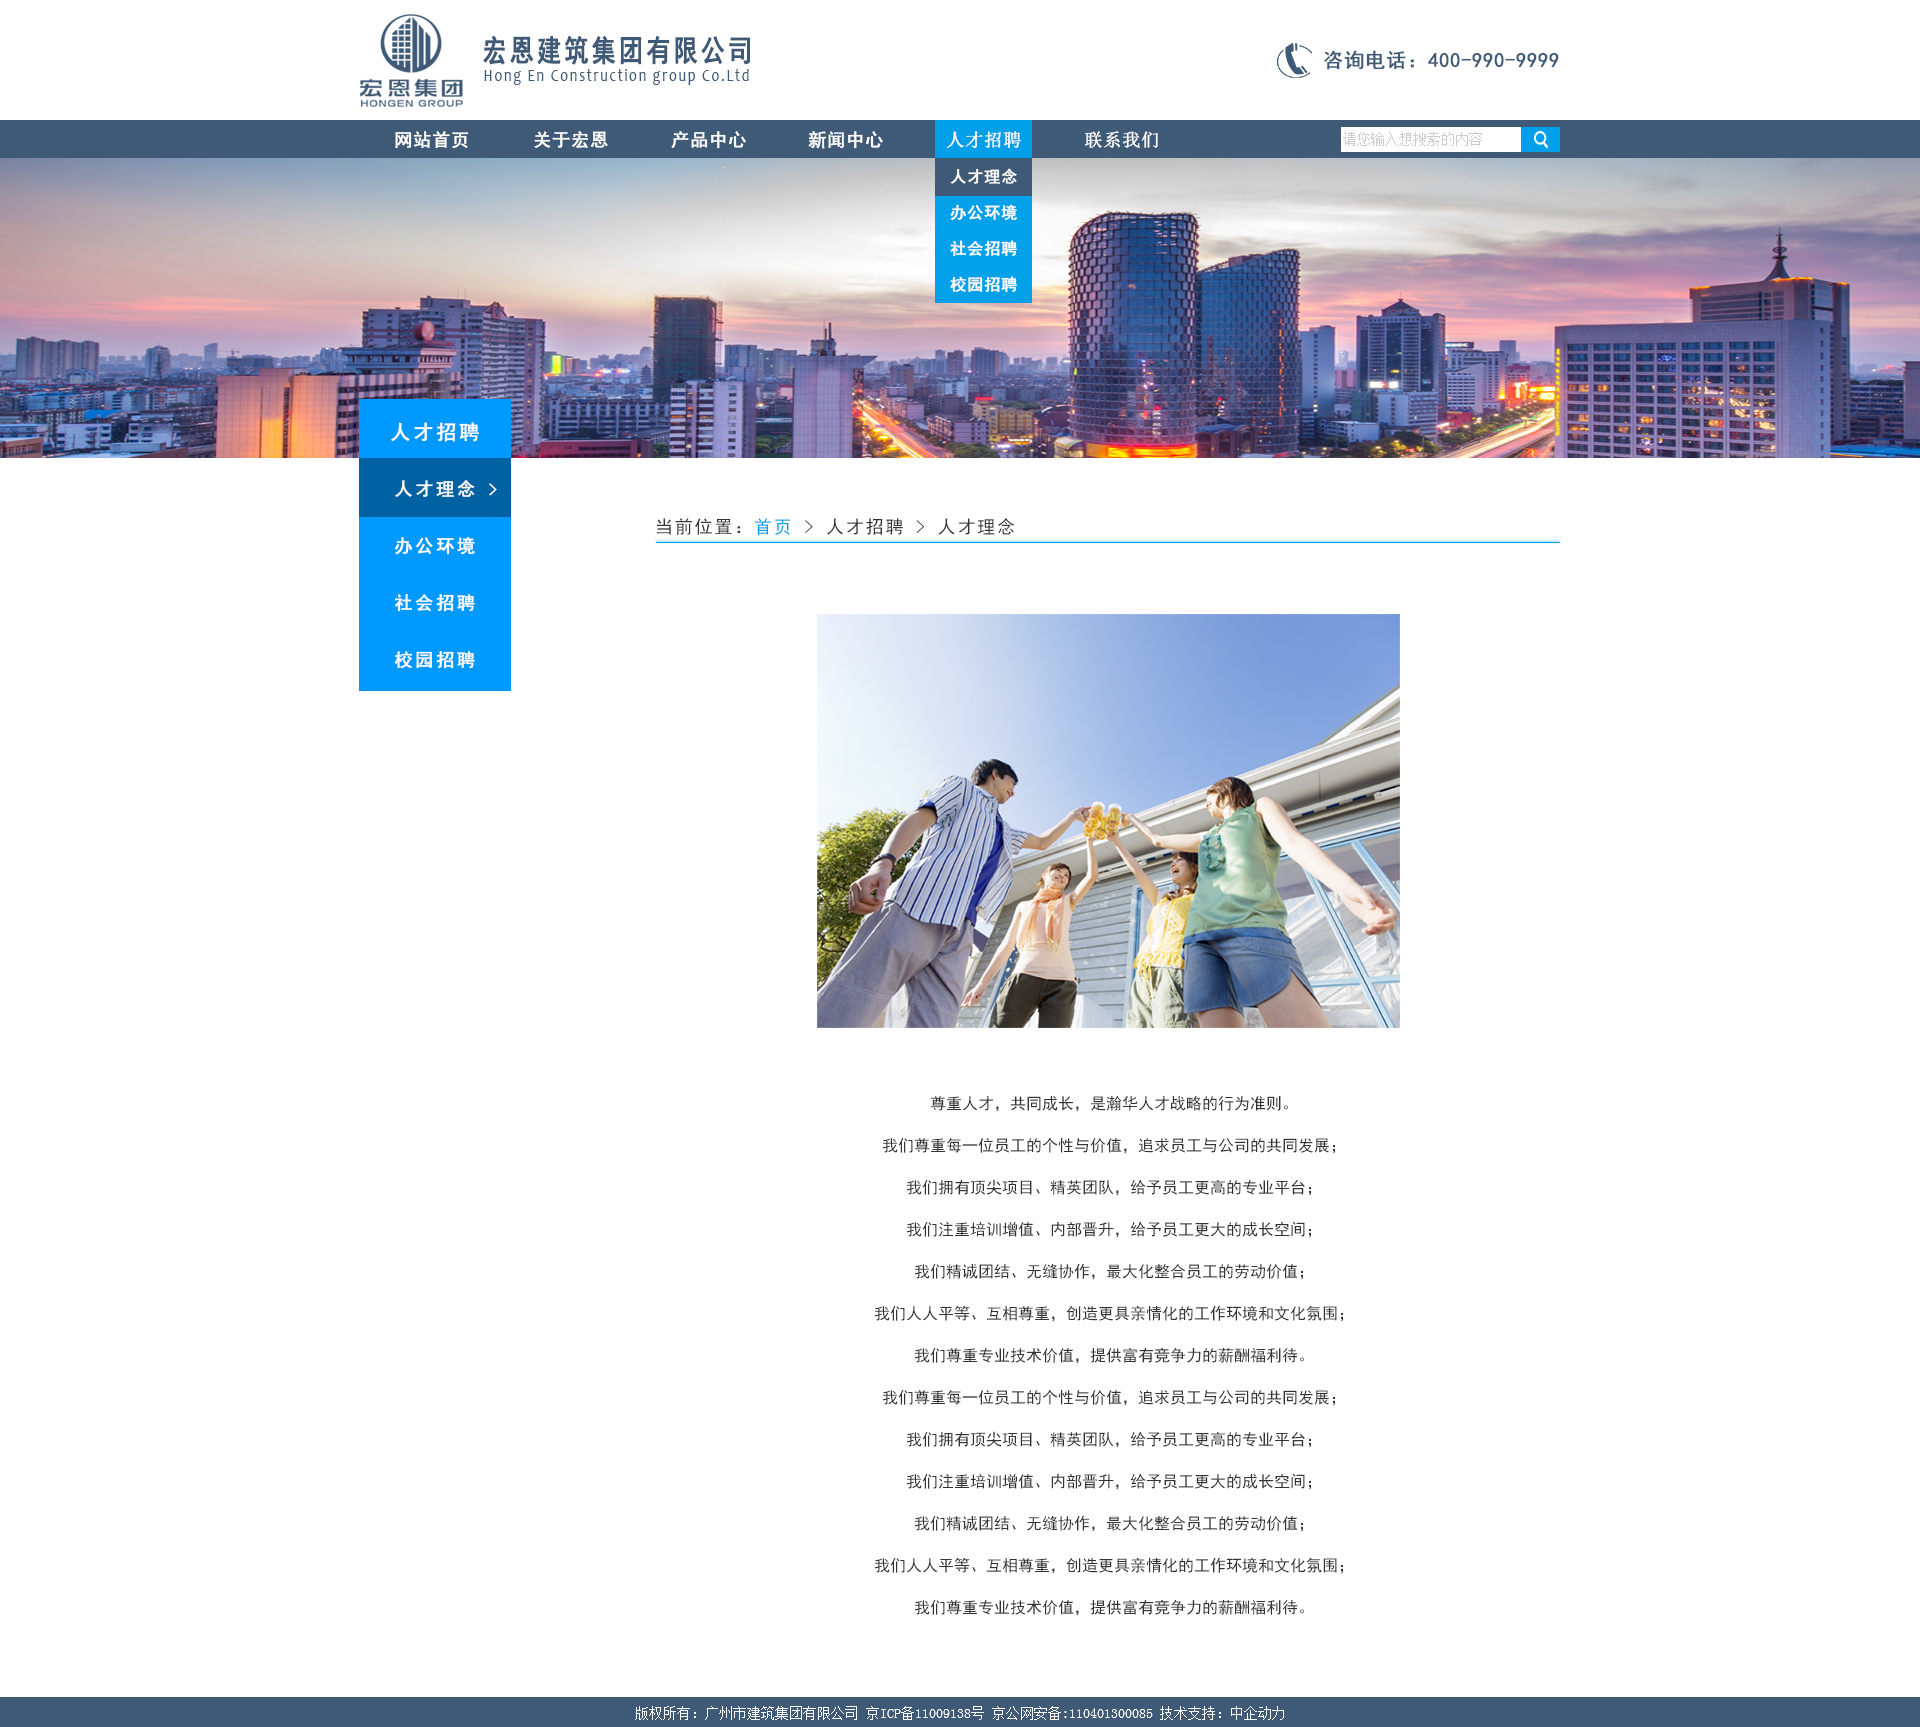 宏恩集团
HONGEN GROUP
宏恩建筑集团有限公司
Hong En Construction group Co.Ltd
咨询电话：400-990-9999
网站首页 关于宏恩 产品中心 新闻中心 人才招聘 联系我们 请您输入想搜索的内容
人才理念
办公环境
社会招聘
校园招聘
人才招聘
人才理念 >
办公环境
社会招聘
校园招聘
当前位置：首页 > 人才招聘 > 人才理念
尊重人才，共同成长，是瀚华人才战略的行为准则。
我们尊重每一位员工的个性与价值，追求员工与公司的共同发展；
我们拥有顶尖项目、精英团队，给予员工更高的专业平台；
我们注重培训增值、内部晋升，给予员工更大的成长空间；
我们精诚团结、无缝协作，最大化整合员工的劳动价值；
我们人人平等、互相尊重，创造更具亲情化的工作环境和文化氛围；
我们尊重专业技术价值，提供富有竞争力的薪酬福利待。
我们尊重每一位员工的个性与价值，追求员工与公司的共同发展；
我们拥有顶尖项目、精英团队，给予员工更高的专业平台；
我们注重培训增值、内部晋升，给予员工更大的成长空间；
我们精诚团结、无缝协作，最大化整合员工的劳动价值；
我们人人平等、互相尊重，创造更具亲情化的工作环境和文化氛围；
我们尊重专业技术价值，提供富有竞争力的薪酬福利待。
版权所有：广州市建筑集团有限公司 京ICP备11009138号 京公网安备:110401300085 技术支持：中企动力